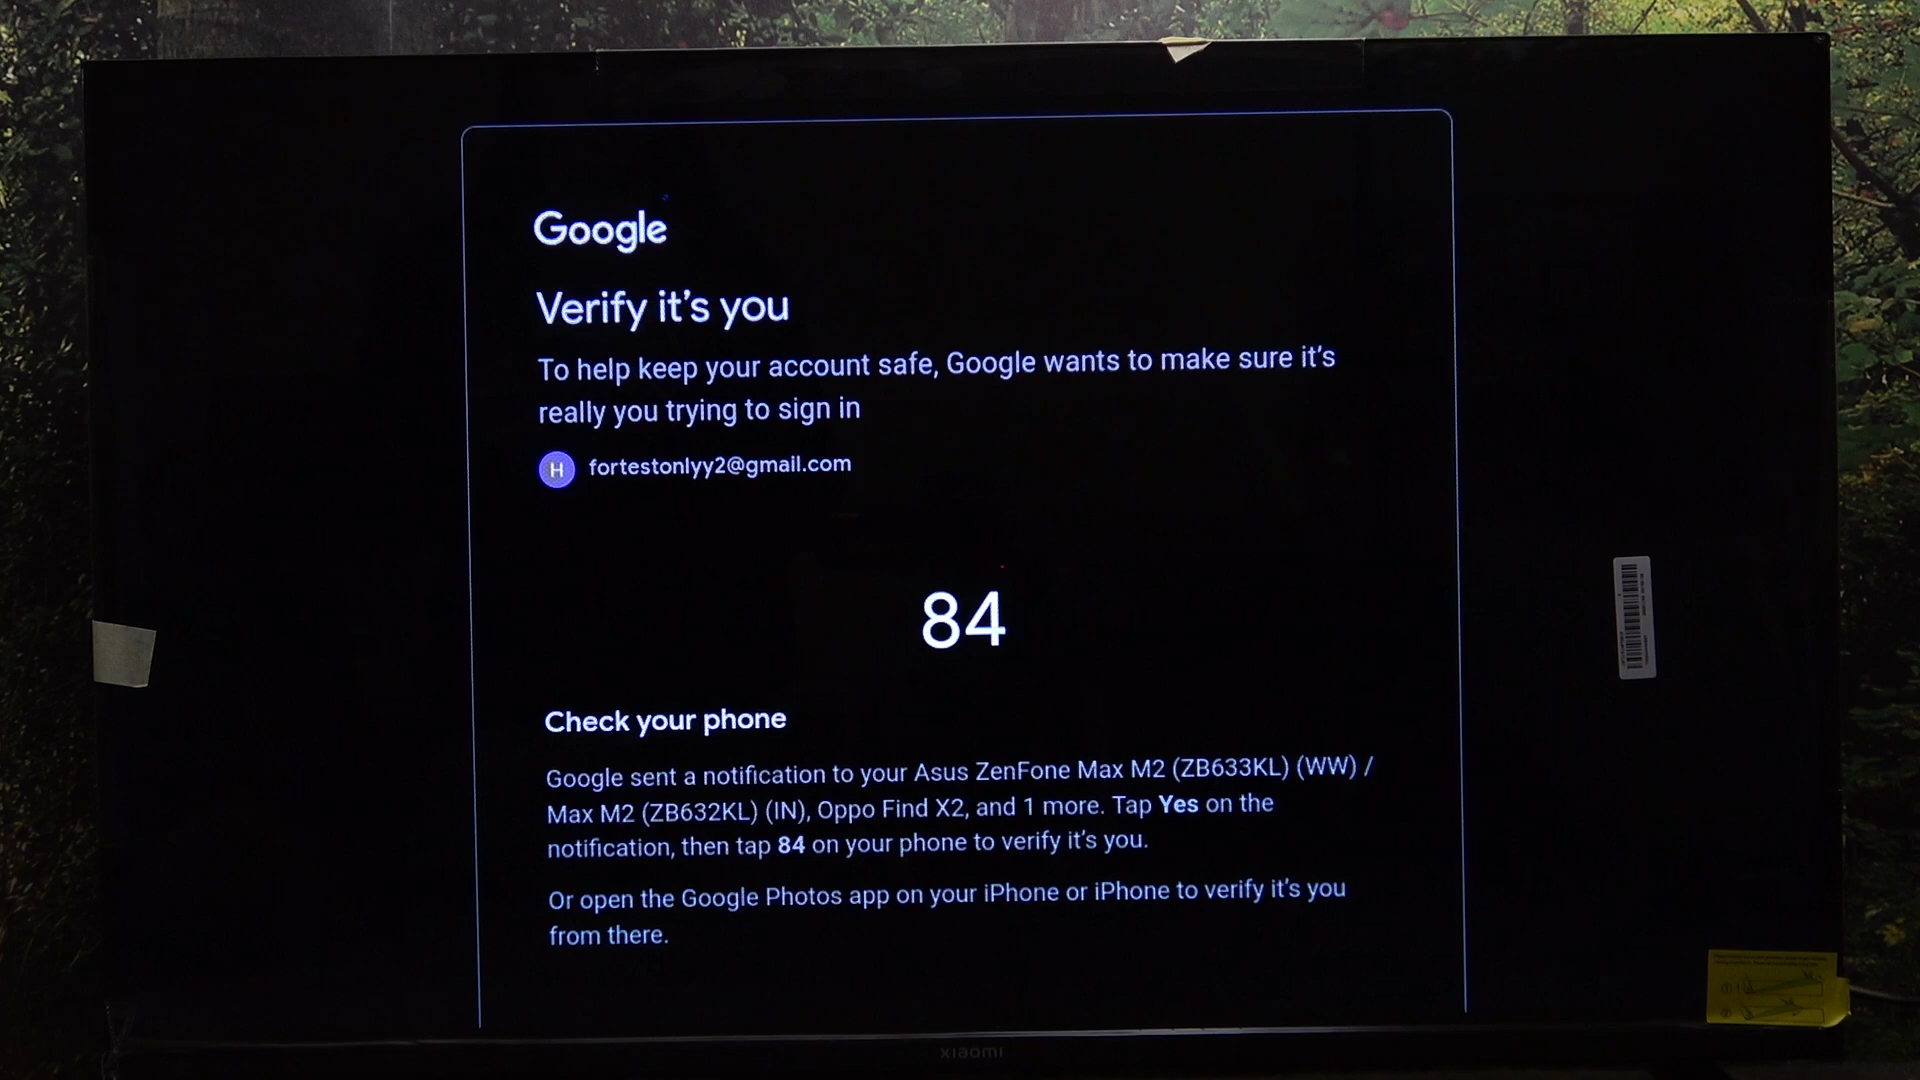 Google
Verify it's you
To help keep your account safe, Google wants to make sure it's
really you trying to sign in
H fortestonlyy2@gmail.com
84
Check your phone
Google sent a notification to your Asus ZenFone Max M2 (ZB633KL) (WW) /
Max M2 (ZB632KL) (IN), Oppo Find X2, and 1 more. Tap Yes on the
notification, then tap 84 on your phone to verify it's you.
Or open the Google Photos app on your iPhone or iPhone to verify it's you
from there.
xiaomi